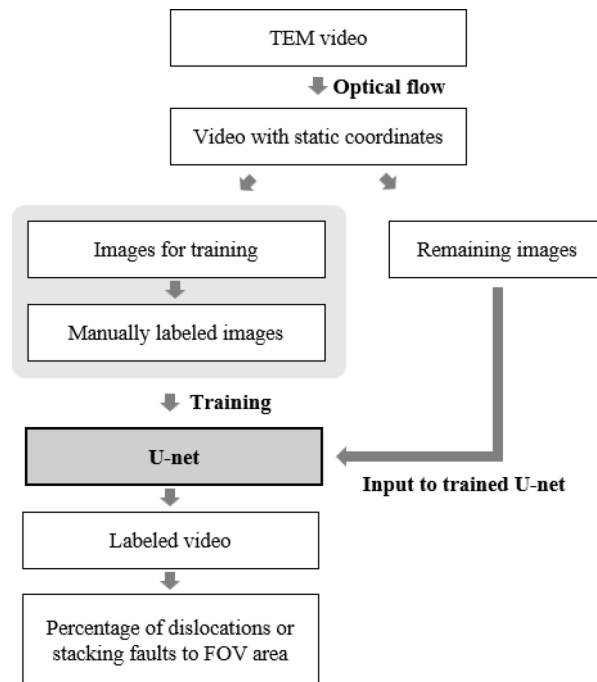 TEM video
Optical flow
Video with static coordinates
Images for training
Remaining images
Manually labeled images
Training
U-net
Input to trained U-net
Labeled video
Percentage of dislocations or
stacking faults to FOV area